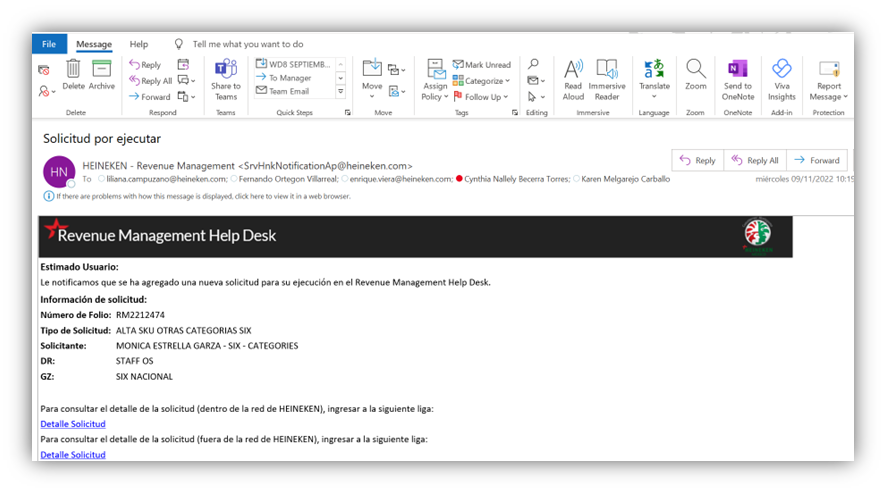 File Message Help Tell me what you want to do
Delete Archive
Reply
Reply All
Forward
Share to Teams
WD8 SEPTIEMB...
To Manager
Team Email
Move
Assign Policy
Mark Unread
Categorize
Follow Up
Read Aloud
Immersive Reader
Translate
Zoom
Send to OneNote
Viva Insights
Report Message
Delete Respond Teams Quick Steps Move Tags Editing Immersive Language Zoom OneNote Add-in Protection
Solicitud por ejecutar
HN
HEINEKEN - Revenue Management <SrvHnkNotificationAp@heineken.com>
Reply Reply All Forward
To liliana.campuzano@heineken.com; Fernando Ortegon Villarreal; enrique.viera@heineken.com; Cynthia Nallely Becerra Torres; Karen Melgarejo Carballo
miércoles 09/11/2022 10:19
If there are problems with how this message is displayed, click here to view it in a web browser.
Revenue Management Help Desk
Estimado Usuario:
Le notificamos que se ha agregado una nueva solicitud para su ejecución en el Revenue Management Help Desk.
Información de solicitud:
Número de Folio: RM2212474
Tipo de Solicitud: ALTA SKU OTRAS CATEGORIAS SIX
Solicitante: MONICA ESTRELLA GARZA - SIX - CATEGORIES
DR: STAFF OS
GZ: SIX NACIONAL
Para consultar el detalle de la solicitud (dentro de la red de HEINEKEN), ingresar a la siguiente liga:
Detalle Solicitud
Para consultar el detalle de la solicitud (fuera de la red de HEINEKEN), ingresar a la siguiente liga:
Detalle Solicitud